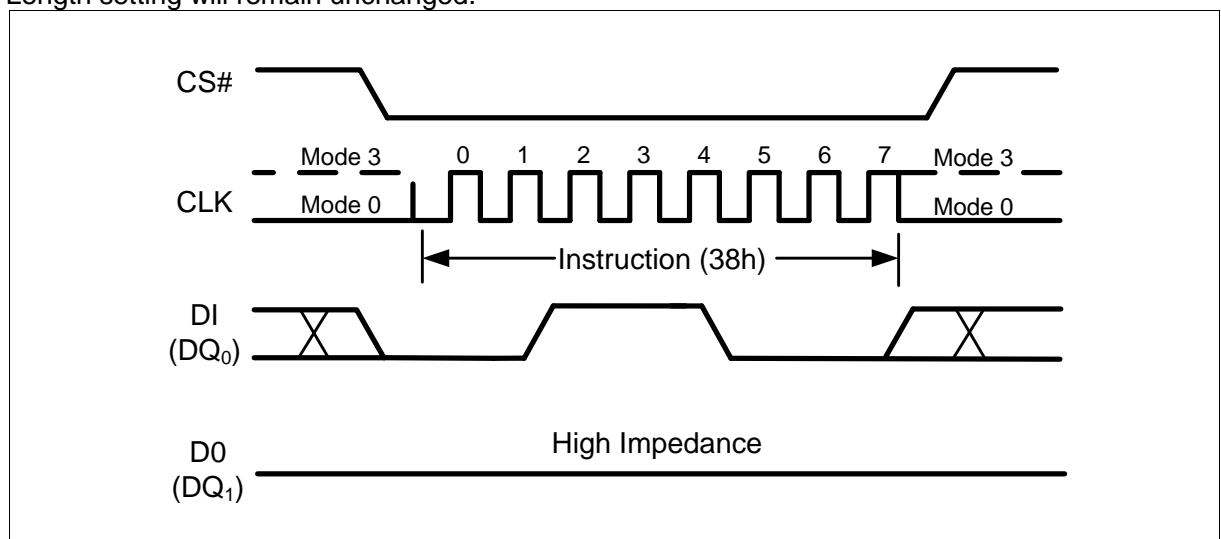 Length setting will remain unchanged.
CS#
Mode 3 0 1 2 3 4 5 6 7 Mode 3
CLK Mode 0 Mode 0
Instruction (38h)
DI
(DQ₀)
High Impedance
D0
(DQ₁)